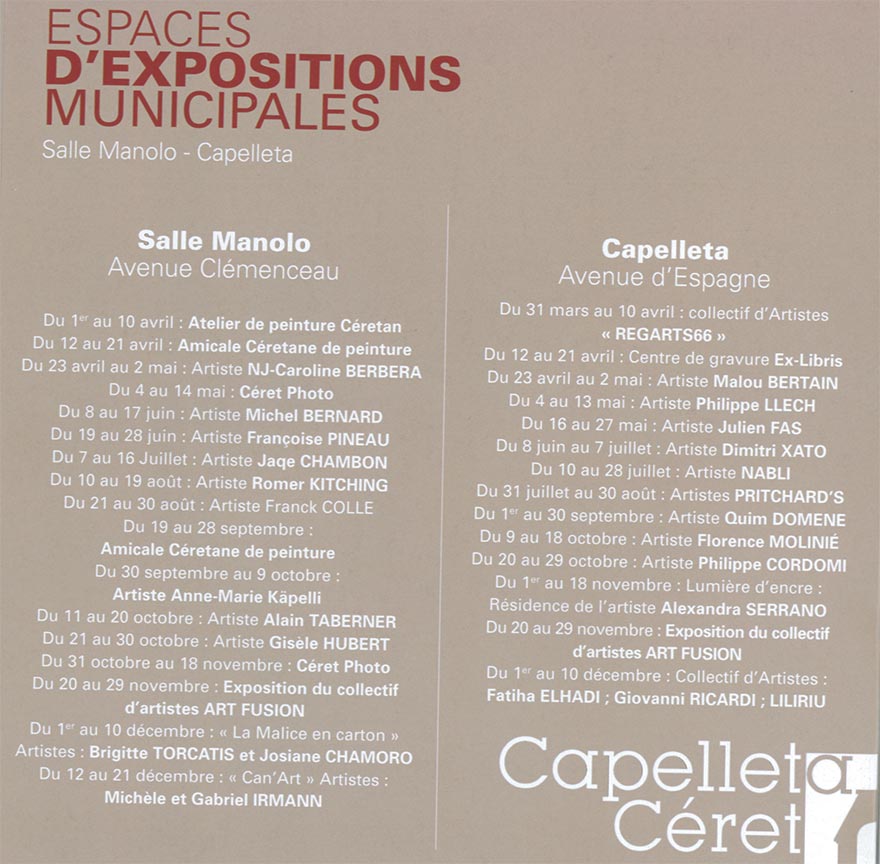 ESPACES
D'EXPOSITIONS
MUNICIPALES
Salle Manolo - Capelleta
Salle Manolo
Avenue Clémenceau
Du 1er au 10 avril : Atelier de peinture Céretan
Du 12 au 21 avril : Amicale Céretane de peinture
Du 23 avril au 2 mai : Artiste NJ-Caroline BERBERA
Du 4 au 14 mai : Céret Photo
Du 8 au 17 juin : Artiste Michel BERNARD
Du 19 au 28 juin : Artiste Françoise PINEAU
Du 7 au 16 Juillet : Artiste Jaqe CHAMBON
Du 10 au 19 août : Artiste Romer KITCHING
Du 21 au 30 août : Artiste Franck COLLE
Du 19 au 28 septembre :
Amicale Céretane de peinture
Du 30 septembre au 9 octobre :
Artiste Anne-Marie Käpelli
Du 11 au 20 octobre : Artiste Alain TABERNER
Du 21 au 30 octobre : Artiste Gisèle HUBERT
Du 31 octobre au 18 novembre : Céret Photo
Du 20 au 29 novembre : Exposition du collectif
d'artistes ART FUSION
Du 1er au 10 décembre : « La Malice en carton »
Artistes : Brigitte TORCATIS et Josiane CHAMORO
Du 12 au 21 décembre : « Can'Art » Artistes :
Michèle et Gabriel IRMANN
Capelleta
Avenue d'Espagne
Du 31 mars au 10 avril : collectif d'Artistes
« REGARTS66 »
Du 12 au 21 avril : Centre de gravure Ex-Libris
Du 23 avril au 2 mai : Artiste Malou BERTAIN
Du 4 au 13 mai : Artiste Philippe LLECH
Du 16 au 27 mai : Artiste Julien FAS
Du 8 juin au 7 juillet : Artiste Dimitri XATO
Du 10 au 28 juillet : Artiste NABLI
Du 31 juillet au 30 août : Artistes PRITCHARD'S
Du 1er au 30 septembre : Artiste Quim DOMENE
Du 9 au 18 octobre : Artiste Florence MOLINIÉ
Du 20 au 29 octobre : Artiste Philippe CORDOMI
Du 1er au 18 novembre : Lumière d'encre :
Résidence de l'artiste Alexandra SERRANO
Du 20 au 29 novembre : Exposition du collectif
d'artistes ART FUSION
Du 1er au 10 décembre : Collectif d'Artistes :
Fatiha ELHADI ; Giovanni RICARDI ; LILIRIU
Capelleta
Céret